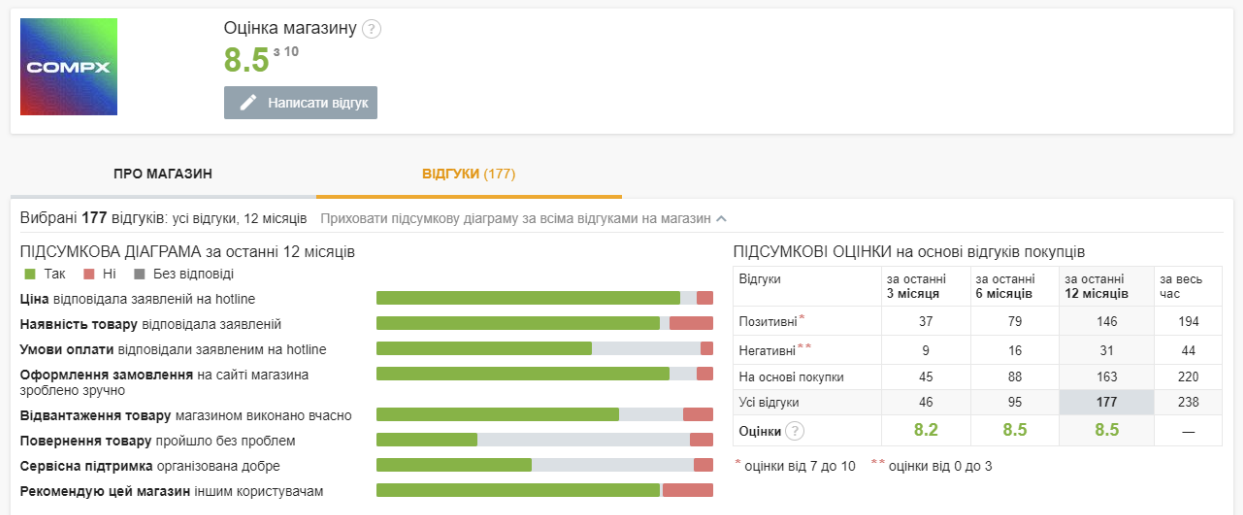 COMPX
Оцінка магазину ?
8.5 з 10
Написати відгук
ПРО МАГАЗИН
ВІДГУКИ (177)
Вибрані 177 відгуків: усі відгуки, 12 місяців Приховати підсумкову діаграму за всіма відгуками на магазин
ПІДСУМКОВА ДІАГРАМА за останні 12 місяців
Так Ні Без відповіді
Ціна відповідала заявленій на hotline
Наявність товару відповідала заявленій
Умови оплати відповідали заявленим на hotline
Оформлення замовлення на сайті магазина
зроблено зручно
Відвантаження товару магазином виконано вчасно
Повернення товару пройшло без проблем
Сервісна підтримка організована добре
Рекомендую цей магазин іншим користувачам
ПІДСУМКОВІ ОЦІНКИ на основі відгуків покупців
Відгуки за останні 3 місяця за останні 6 місяців за останні 12 місяців за весь час
Позитивні* 37 79 146 194
Негативні** 9 16 31 44
На основі покупки 45 88 163 220
Усі відгуки 46 95 177 238
Оцінки ? 8.2 8.5 8.5 —
* оцінки від 7 до 10 ** оцінки від 0 до 3